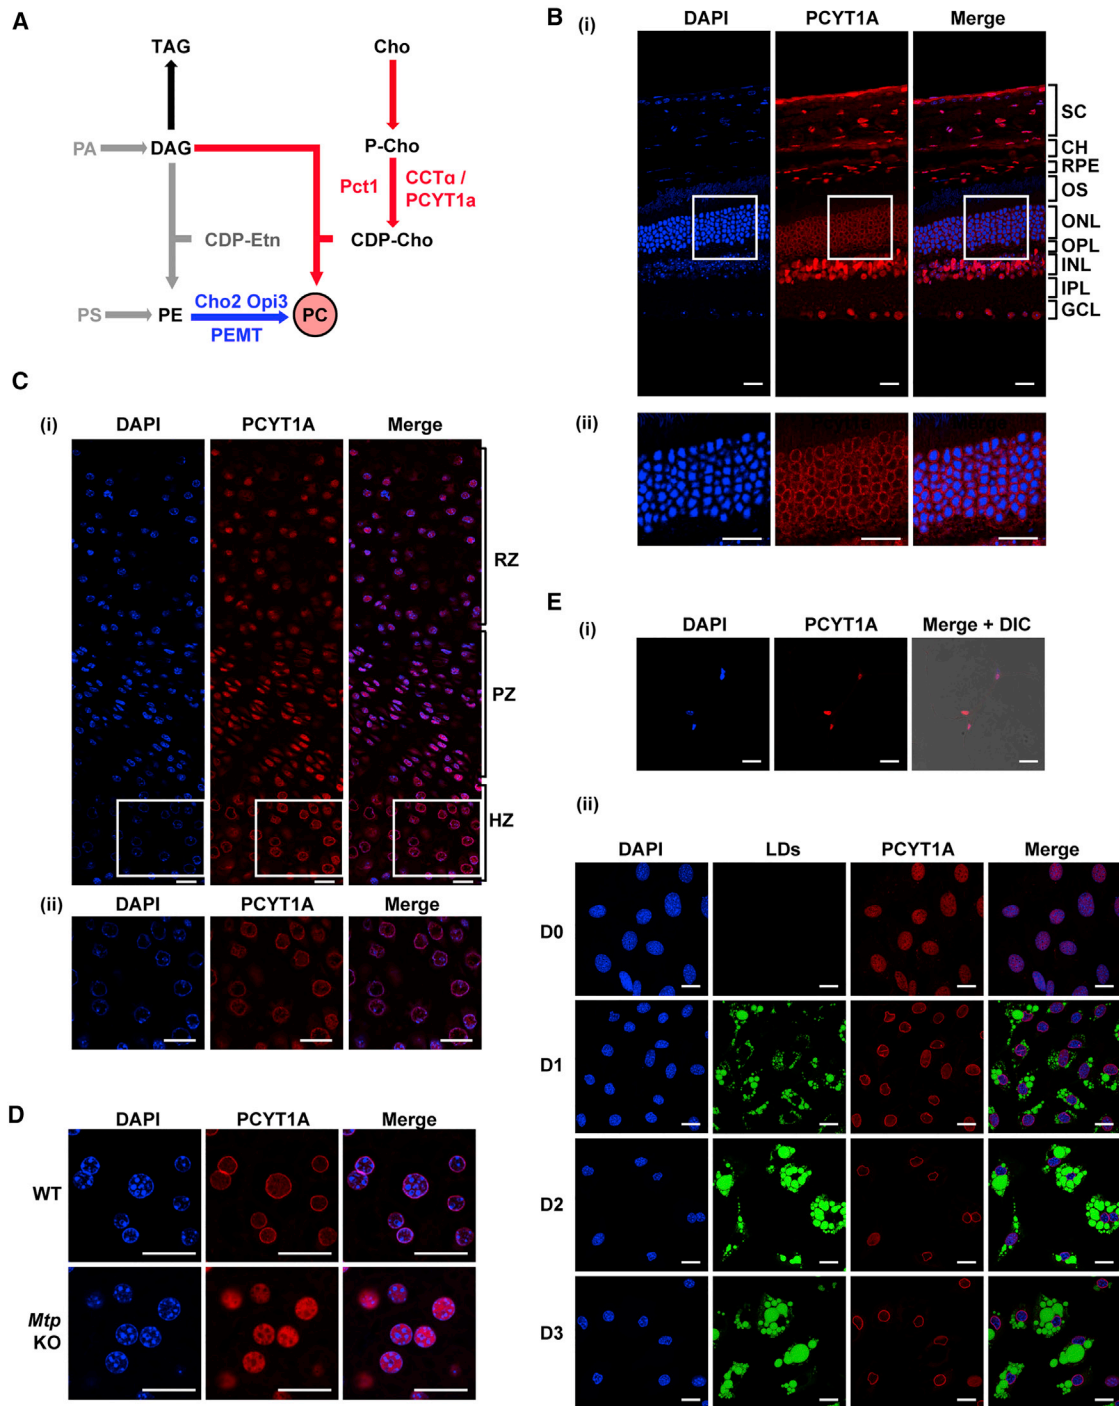 A
TAG
Cho
PA
DAG
P-Cho
Pct1
CCTα /
PCYT1a
CDP-Etn
CDP-Cho
PS
PE
Cho2 Opi3
PEMT
PC
B
(i)
DAPI
PCYT1A
Merge
SC
CH
RPE
OS
ONL
OPL
INL
IPL
GCL
(ii)
C
(i)
DAPI
PCYT1A
Merge
RZ
PZ
HZ
(ii)
DAPI
PCYT1A
Merge
D
DAPI
PCYT1A
Merge
WT
Mtp
KO
E
(i)
DAPI
PCYT1A
Merge + DIC
(ii)
DAPI
LDs
PCYT1A
Merge
D0
D1
D2
D3